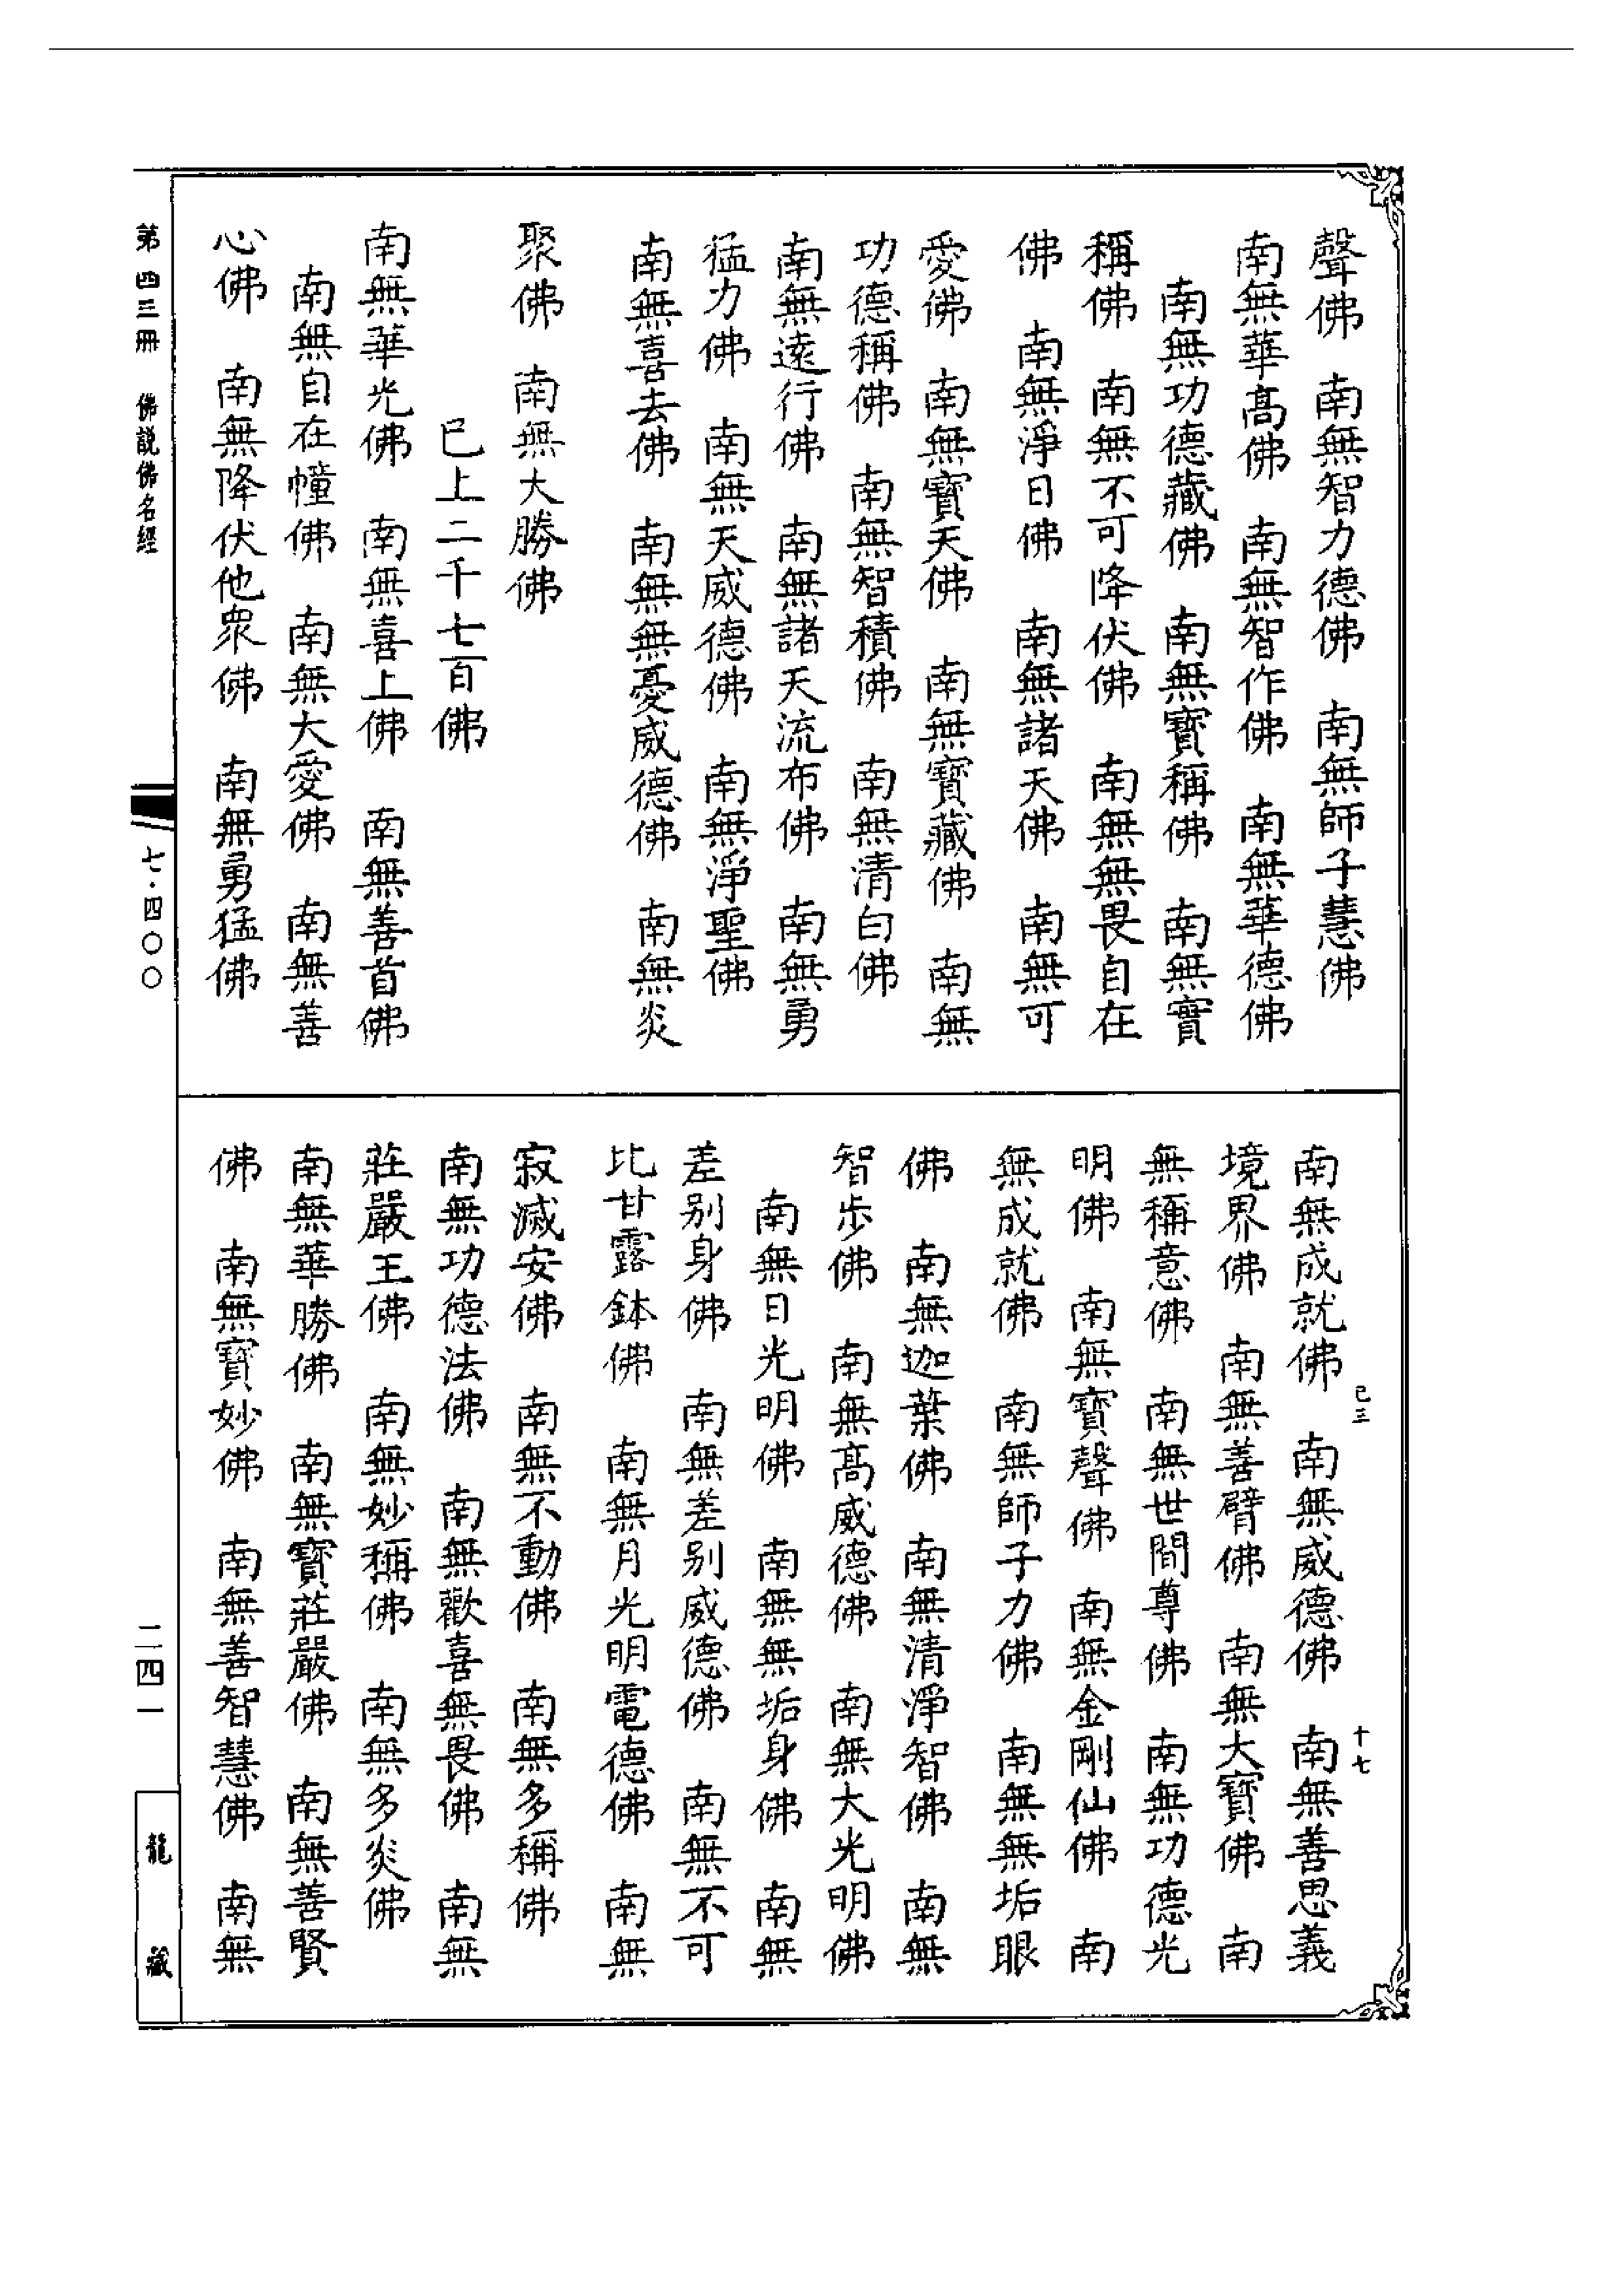 聲佛　南無智力德佛　南無師子慧佛
南無華髙佛　南無智作佛　南無華德佛
南無功德藏佛　南無寶稱佛　南無實
稱佛　南無不可降伏佛　南無無畏自在
佛　南無淨日佛　南無諸天佛　南無可
愛佛　南無寶天佛　南無寶藏佛　南無
功德稱佛　南無智積佛　南無清白佛
南無遠行佛　南無諸天流布佛　南無勇
猛力佛　南無天威德佛　南無淨聖佛
南無喜去佛　南無無憂威德佛　南無炎
聚佛　南無大勝佛
已上二千七百佛
南無華光佛　南無喜上佛　南無善首佛
南無自在幢佛　南無大愛佛　南無善
心佛　南無降伏他衆佛　南無勇猛佛
南無成就佛　南無威德佛　南無善思義
境界佛　南無善臂佛　南無大寶佛　南
無稱意佛　南無世間尊佛　南無功德光
明佛　南無寶聲佛　南無金剛仙佛　南
無成就佛　南無師子力佛　南無無垢眼
佛　南無迦葉佛　南無清淨智佛　南無
智步佛　南無髙威德佛　南無大光明佛
南無日光明佛　南無無垢身佛　南無
差别身佛　南無差别威德佛　南無不可
比甘露鉢佛　南無月光明電德佛　南無
寂滅安佛　南無不動佛　南無多稱佛
南無功德法佛　南無歡喜無畏佛　南無
莊嚴王佛　南無妙稱佛　南無多炎佛
南無華勝佛　南無寶莊嚴佛　南無善賢
佛　南無寶妙佛　南無善智慧佛　南無
已三　十七
第四三冊　佛說佛名經
七·四〇〇
二四一
龍藏